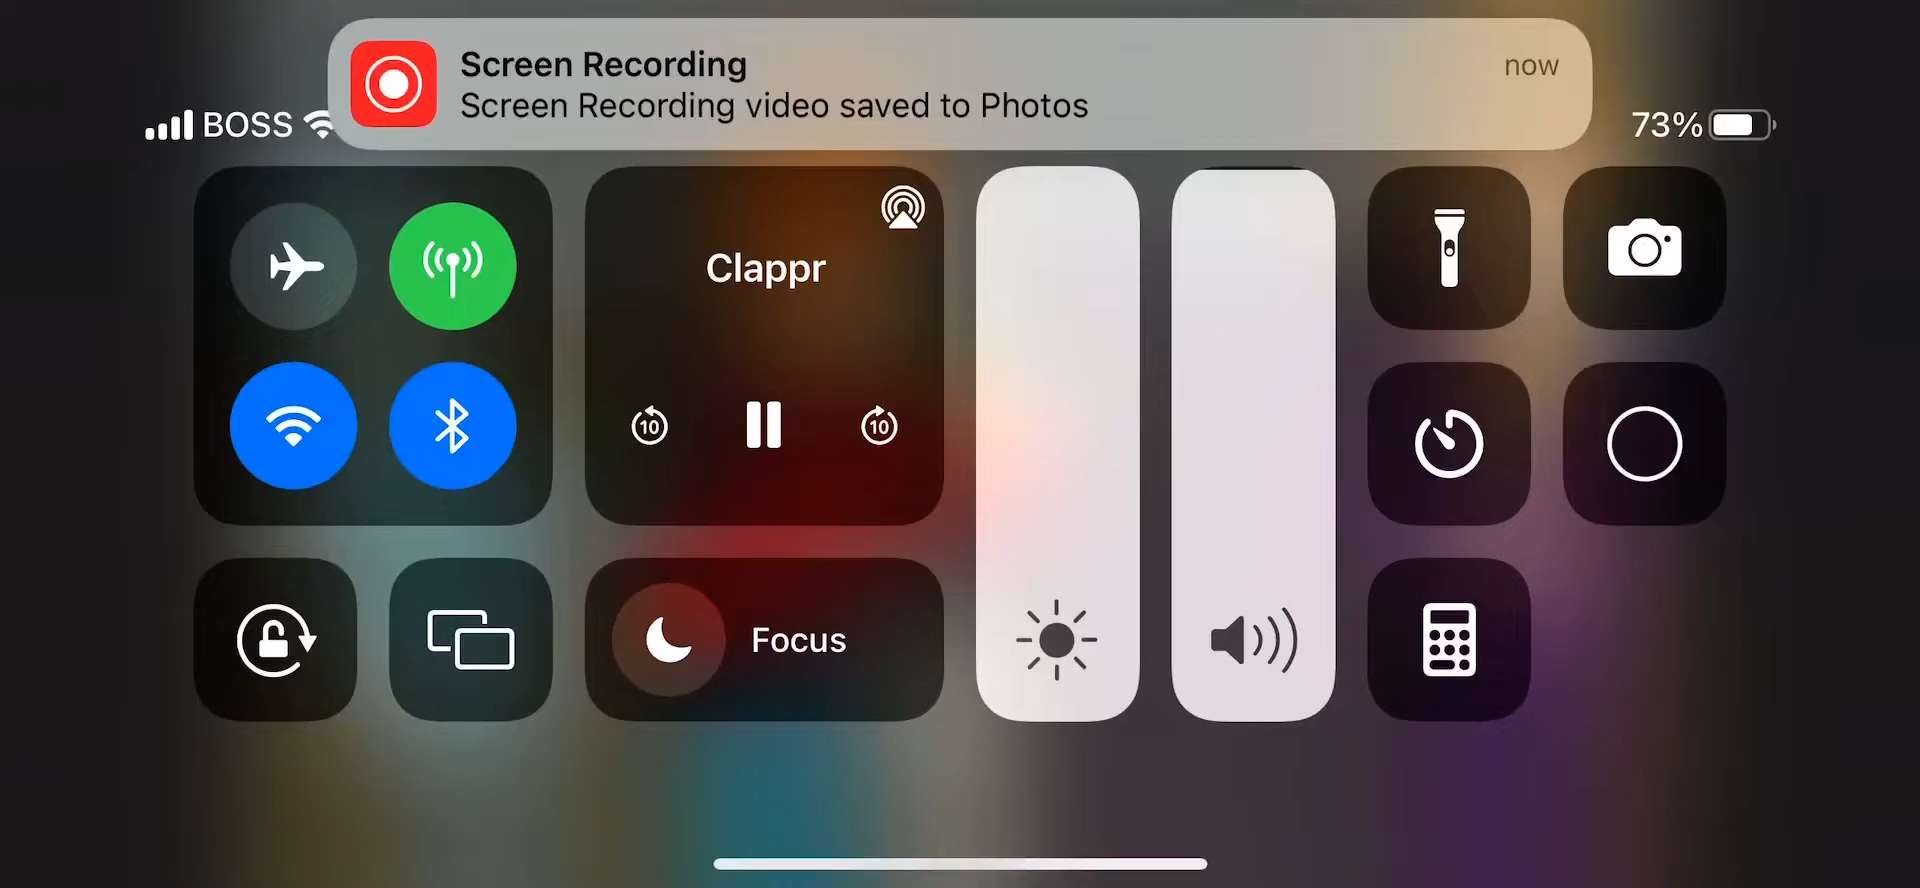 Screen Recording
now
Screen Recording video saved to Photos
BOSS
73%
Clappr
10
10
Focus